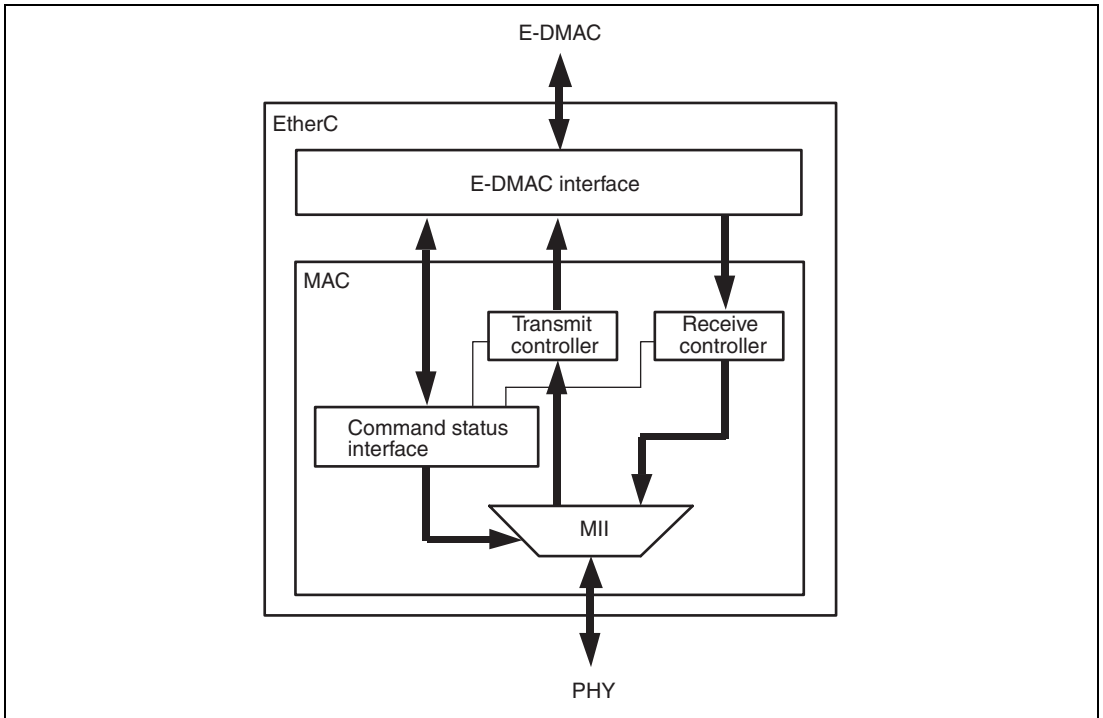 E-DMAC
EtherC
E-DMAC interface
MAC
Transmit
controller
Receive
controller
Command status
interface
MII
PHY